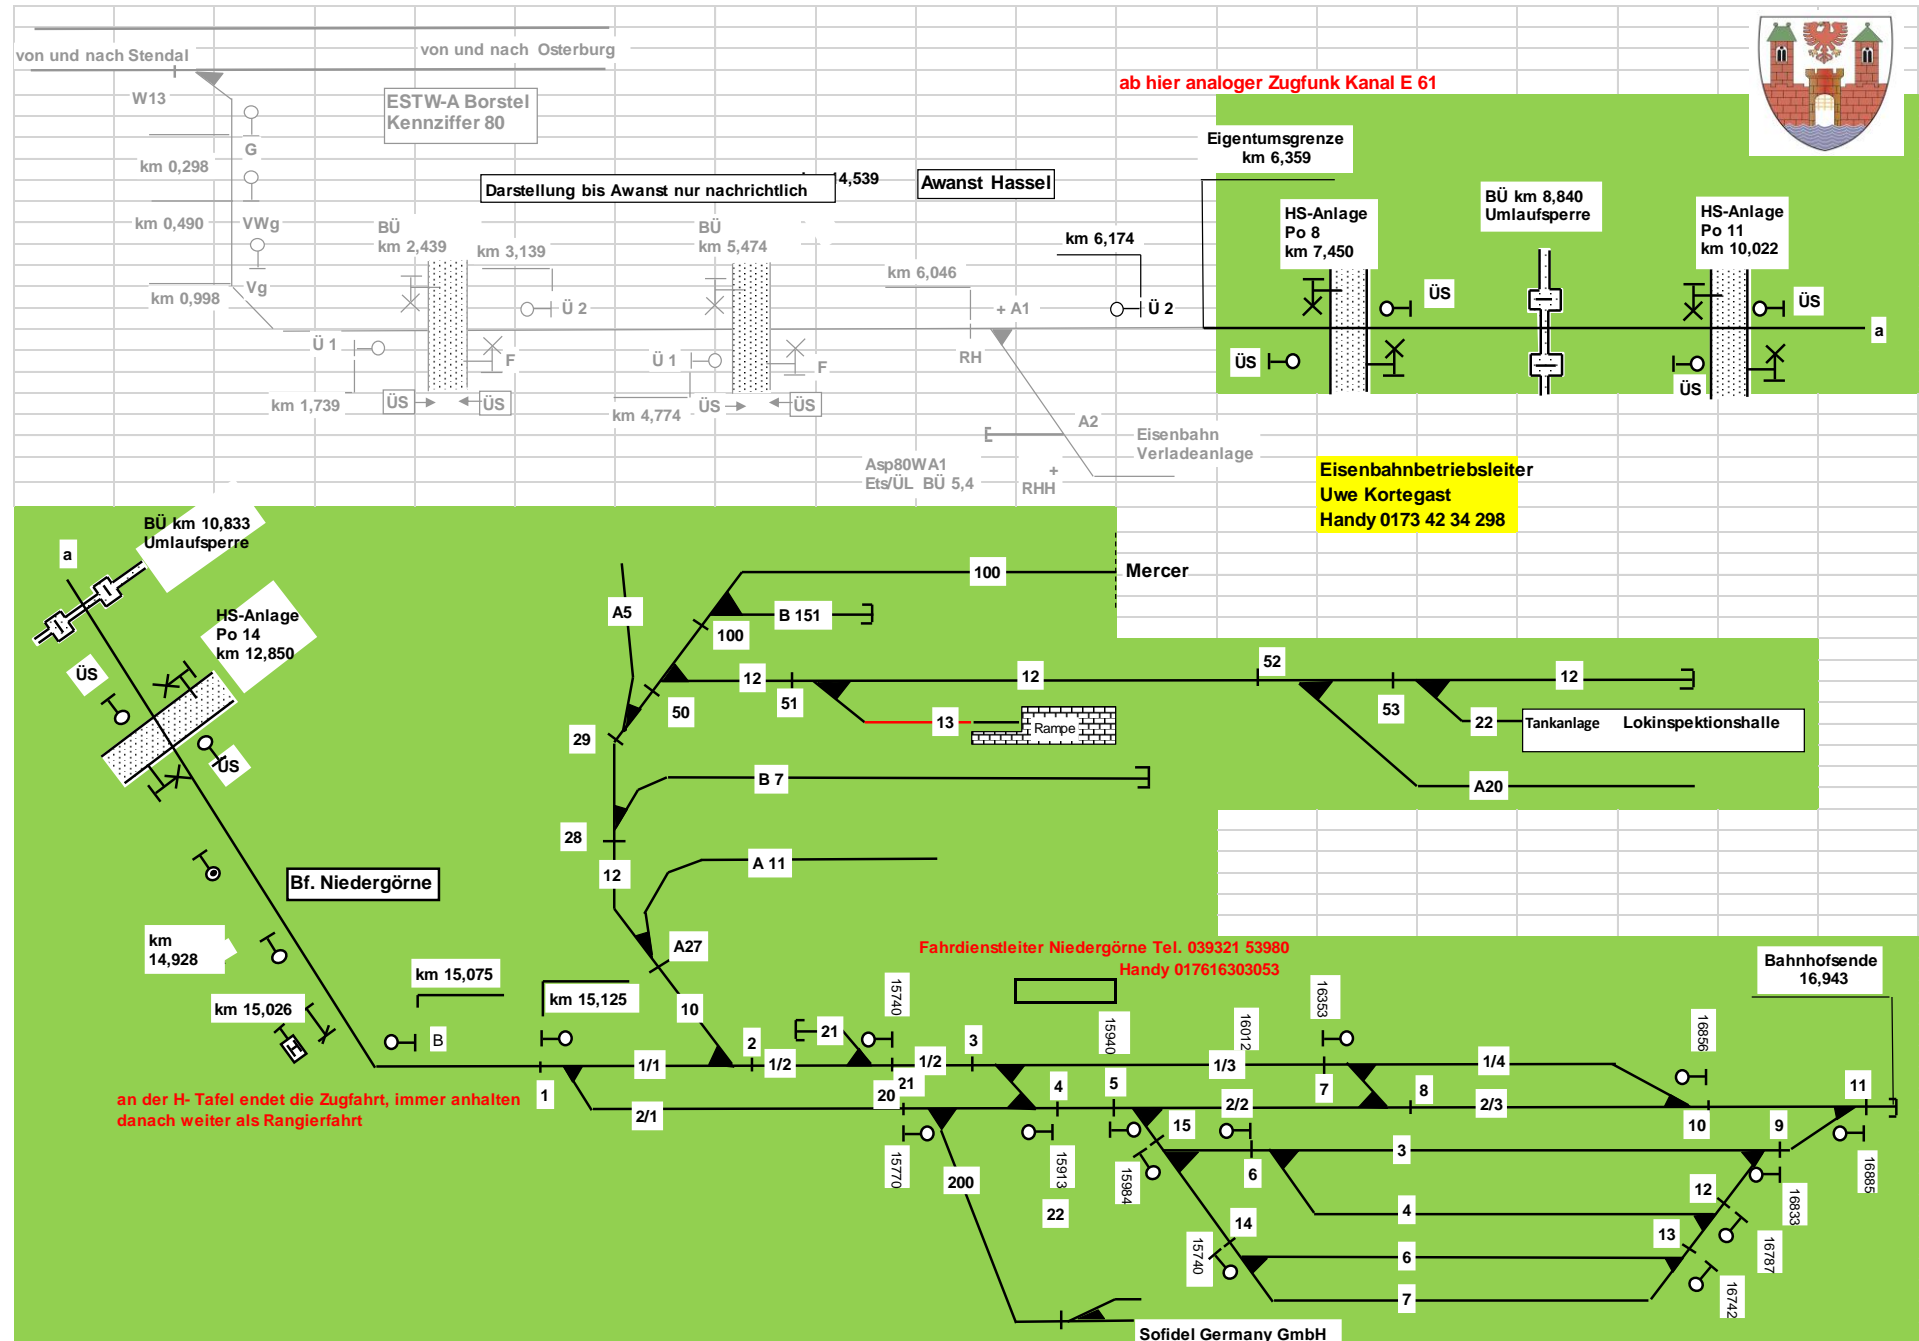 von und nach Stendal
von und nach Osterburg
ab hier analoger Zugfunk Kanal E 61
W13
ESTW-A Borstel
Kennziffer 80
G
km 0,298
Eigentumsgrenze
km 6,359
Darstellung bis Awanst nur nachrichtlich
14,539
Awanst Hassel
km 0,490
VWg
BÜ
km 2,439
km 3,139
BÜ
km 5,474
km 6,174
km 6,046
HS-Anlage
Po 8
km 7,450
BÜ km 8,840
Umlaufsperre
HS-Anlage
Po 11
km 10,022
km 0,998
Vg
Ü 2
+ A1
Ü 2
ÜS
ÜS
a
Ü 1
F
Ü 1
F
RH
ÜS
ÜS
km 1,739
ÜS
ÜS
km 4,774
ÜS
ÜS
A2
Eisenbahn
Verladeanlage
Asp80WA1
Ets/ÜL BÜ 5,4
+
RHH
Eisenbahnbetriebsleiter
Uwe Kortegast
Handy 0173 42 34 298
BÜ km 10,833
Umlaufsperre
a
HS-Anlage
Po 14
km 12,850
ÜS
ÜS
100
Mercer
A5
B 151
100
12
12
52
12
50
51
53
13
Rampe
22
Tankanlage Lokinspektionshalle
29
B 7
A20
28
12
A 11
Bf. Niedergörne
A27
Fahrdienstleiter Niedergörne Tel. 039321 53980
Handy 017616303053
km
14,928
km 15,075
km 15,026
km 15,125
Bahnhofsende
16,943
10
B
15740
21
2
3
15940
16012
16353
16856
1/1
1/2
1/2
1/3
1/4
an der H- Tafel endet die Zugfahrt, immer anhalten
danach weiter als Rangierfahrt
1
2/1
20
21
4
5
2/2
7
8
2/3
10
11
15
9
15770
200
15913
15984
6
3
16885
22
4
12
16833
14
13
15740
6
16787
7
16742
Sofidel Germany GmbH